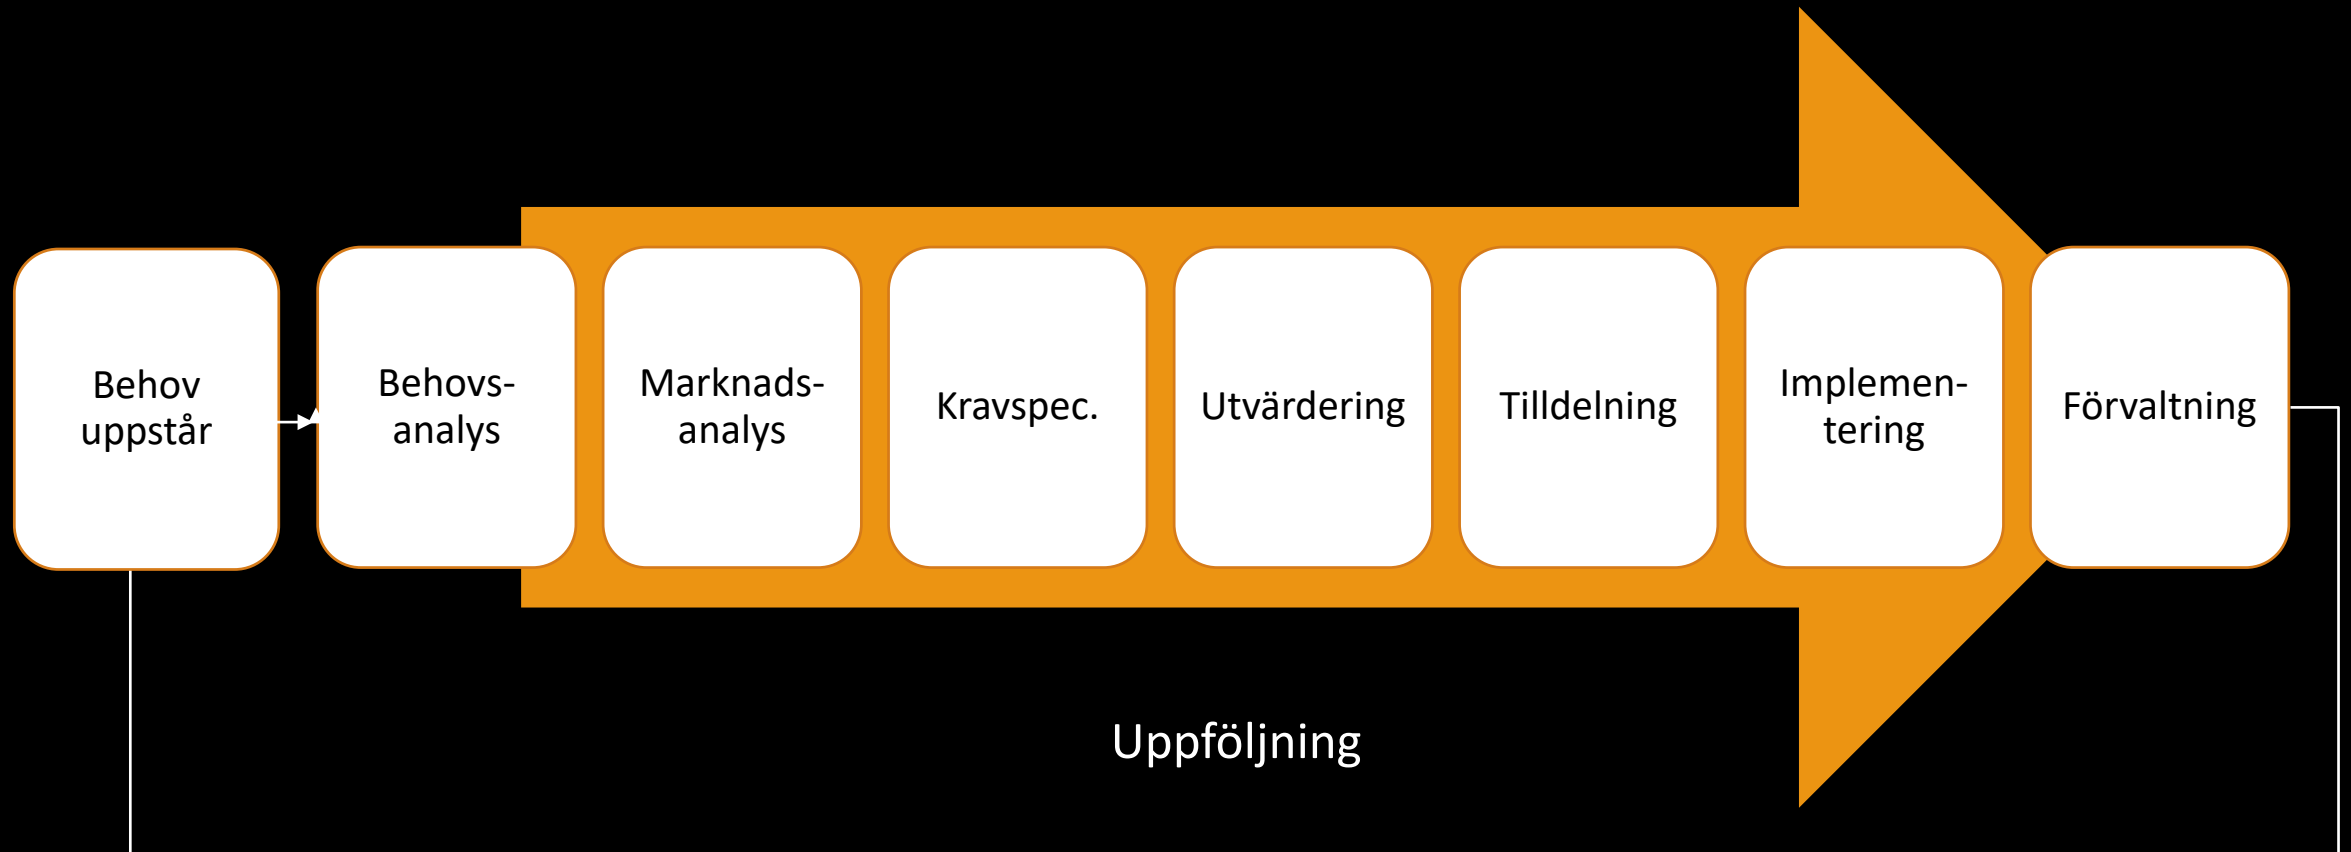 Behov
uppstår
Behovs-
analys
Marknads-
analys
Kravspec.
Utvärdering
Tilldelning
Implemen-
tering
Förvaltning
Uppföljning